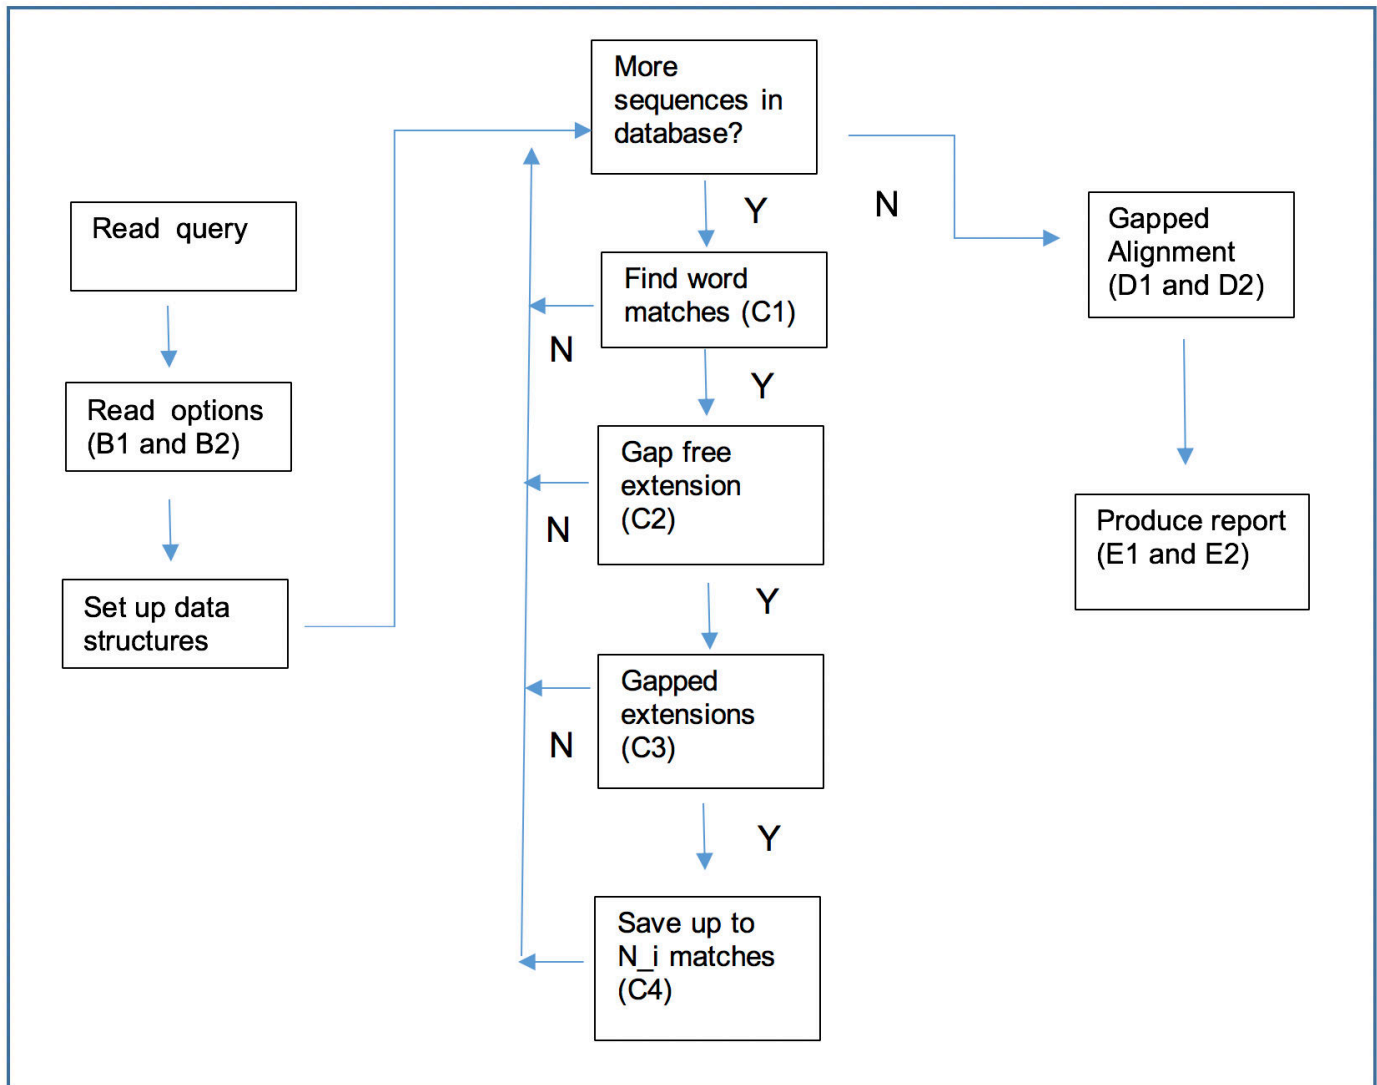 Read query
Read options
(B1 and B2)
Set up data
structures
More
sequences in
database?
Y
N
Find word
matches (C1)
N
Y
Gap free
extension
(C2)
N
Y
Gapped
extensions
(C3)
N
Y
Save up to
N_i matches
(C4)
Gapped
Alignment
(D1 and D2)
Produce report
(E1 and E2)